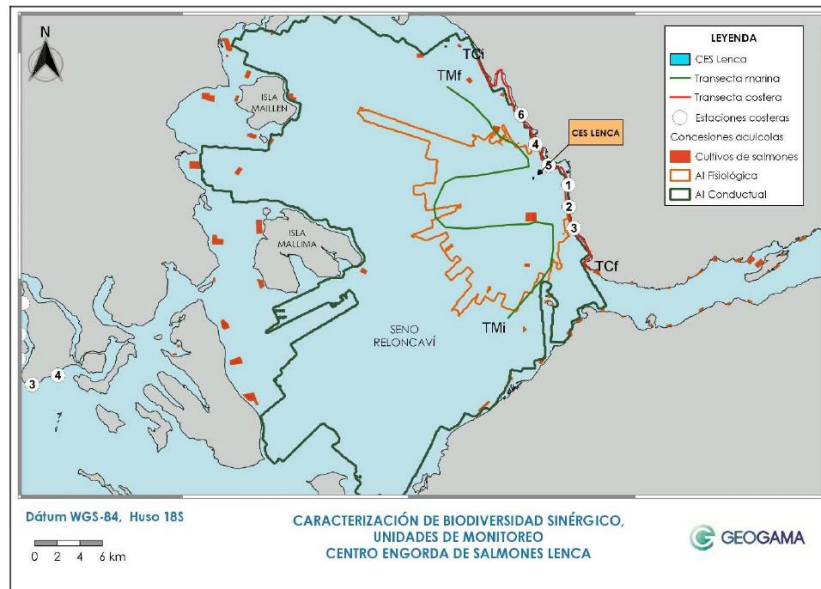 N
ISLA
MAILLEN
ISLA
MALLIMA
SENO
RELONCAVÍ
TCi
TMf
6
4
5
CES LENCA
1
2
3
TCf
TMi
3
4
LEYENDA
CES Lenca
Transecta marina
Transecta costera
Estaciones costeras
Concesiones acuícolas
Cultivos de salmones
AI Fisiológica
AI Conductual
Dátum WGS-84, Huso 18S
0 2 4 6 km
CARACTERIZACIÓN DE BIODIVERSIDAD SINÉRGICO,
UNIDADES DE MONITOREO
CENTRO ENGORDA DE SALMONES LENCA
GEOGAMA